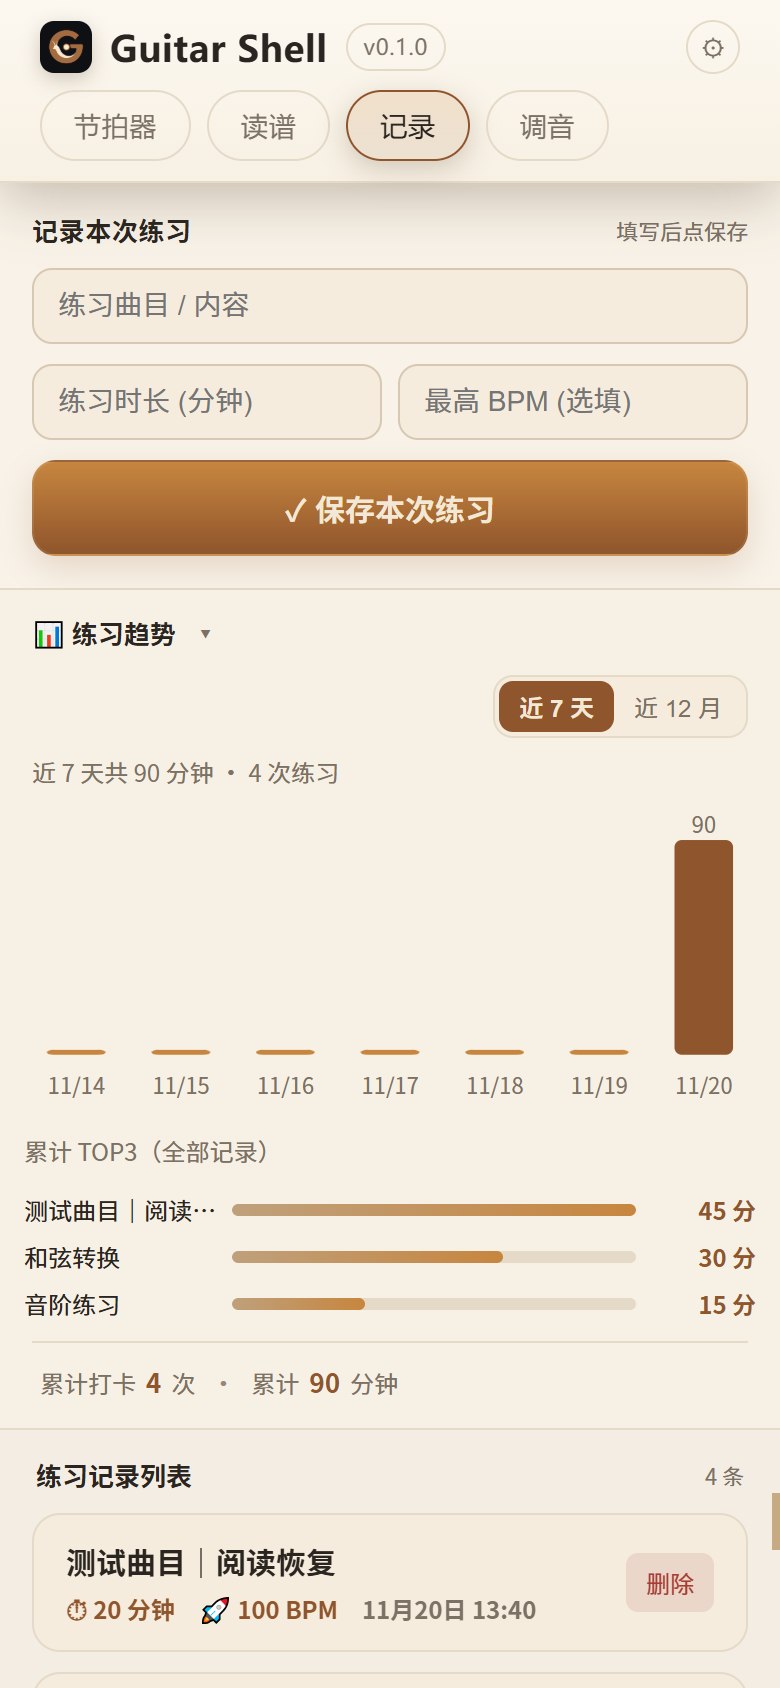 Guitar Shell v0.1.0
节拍器 读谱 记录 调音
记录本次练习 填写后点保存
练习曲目 / 内容
练习时长 (分钟) 最高 BPM (选填)
✓ 保存本次练习
📊 练习趋势 ▼
近 7 天 近 12 月
近 7 天共 90 分钟 • 4 次练习
90
11/14 11/15 11/16 11/17 11/18 11/19 11/20
累计 TOP3（全部记录）
测试曲目｜阅读… 45 分
和弦转换 30 分
音阶练习 15 分
累计打卡 4 次 • 累计 90 分钟
练习记录列表 4 条
测试曲目｜阅读恢复
⏱ 20 分钟 🚀 100 BPM 11月20日 13:40
删除